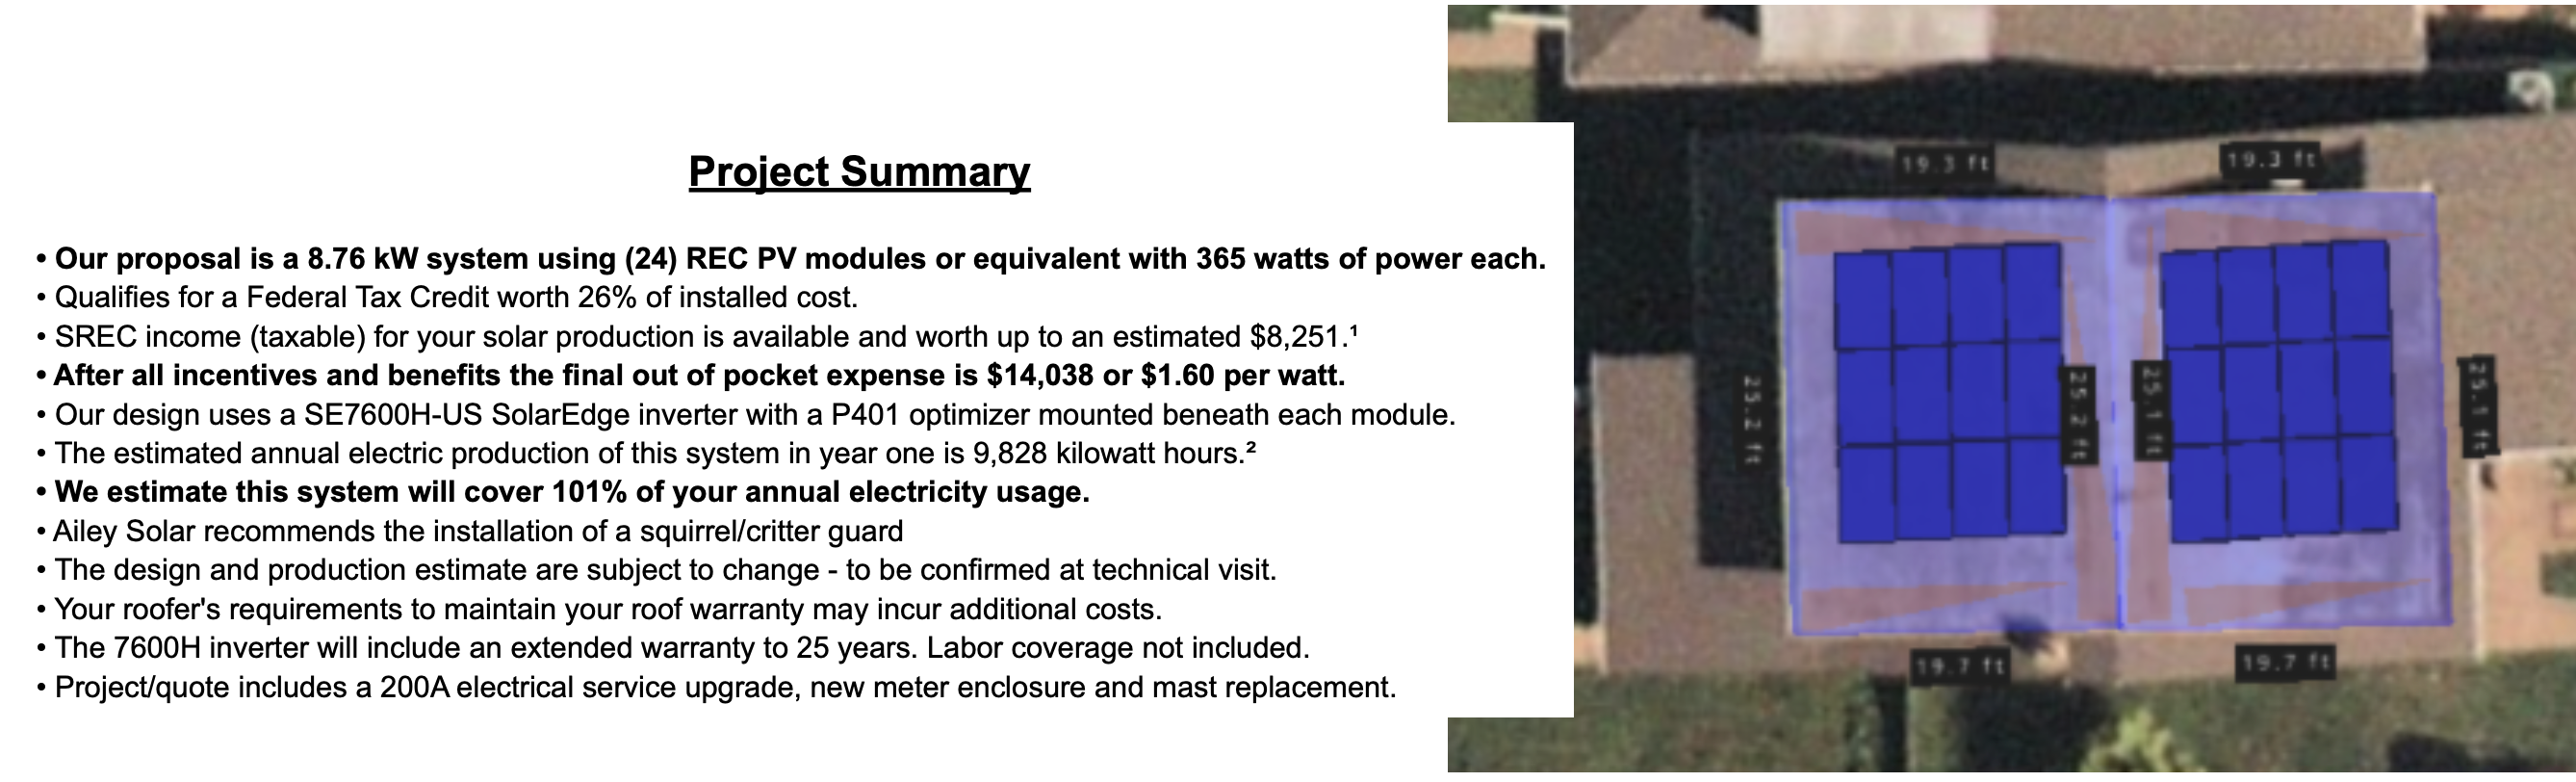 Project Summary
• Our proposal is a 8.76 kW system using (24) REC PV modules or equivalent with 365 watts of power each.
• Qualifies for a Federal Tax Credit worth 26% of installed cost.
• SREC income (taxable) for your solar production is available and worth up to an estimated $8,251.¹
• After all incentives and benefits the final out of pocket expense is $14,038 or $1.60 per watt.
• Our design uses a SE7600H-US SolarEdge inverter with a P401 optimizer mounted beneath each module.
• The estimated annual electric production of this system in year one is 9,828 kilowatt hours.²
• We estimate this system will cover 101% of your annual electricity usage.
• Ailey Solar recommends the installation of a squirrel/critter guard
• The design and production estimate are subject to change - to be confirmed at technical visit.
• Your roofer's requirements to maintain your roof warranty may incur additional costs.
• The 7600H inverter will include an extended warranty to 25 years. Labor coverage not included.
• Project/quote includes a 200A electrical service upgrade, new meter enclosure and mast replacement.
19.3 ft
19.3 ft
25.2 ft
25.2 ft
25.1 ft
25.1 ft
19.7 ft
19.7 ft